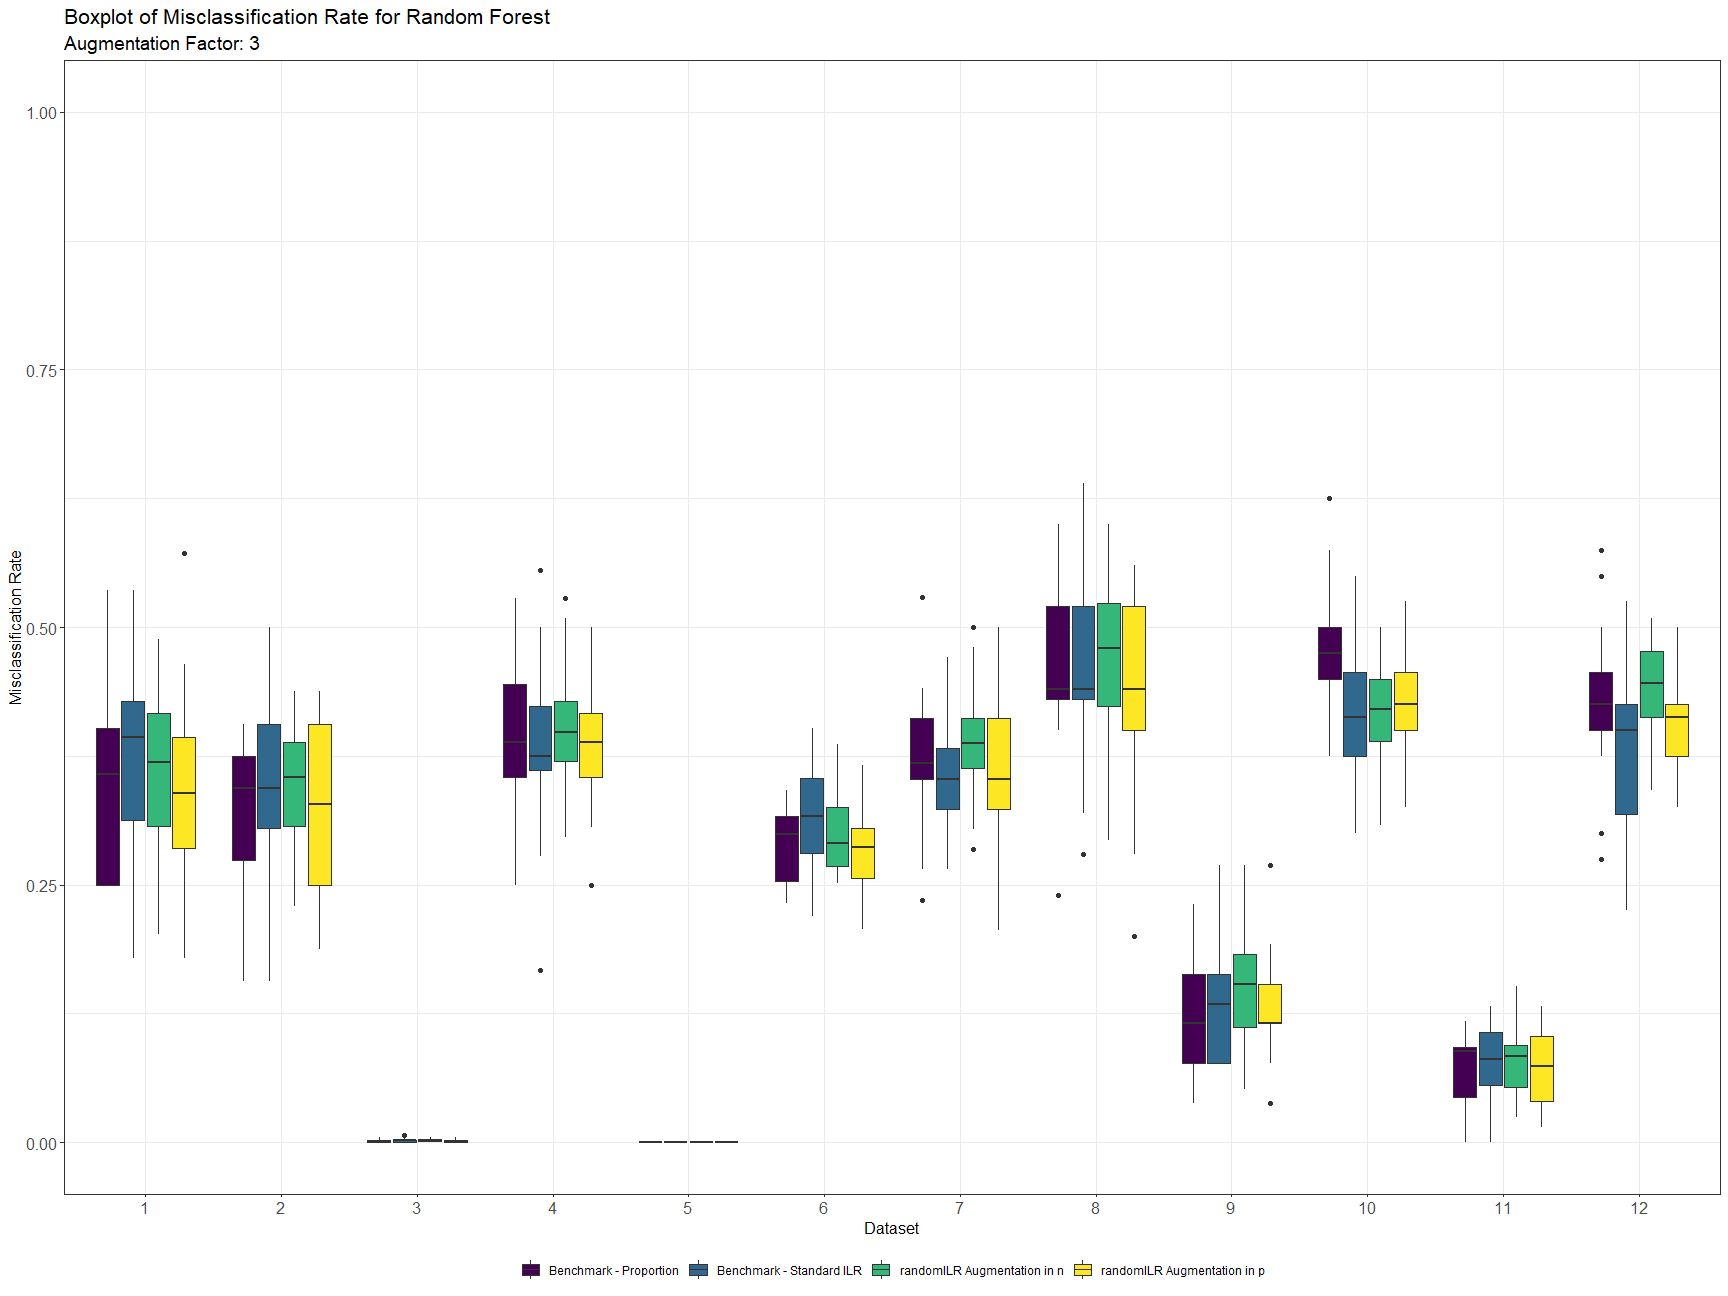 Boxplot of Misclassification Rate for Random Forest
Augmentation Factor: 3
1.00
0.75
0.50
0.25
0.00
Misclassification Rate
1 2 3 4 5 6 7 8 9 10 11 12
Dataset
Benchmark - Proportion Benchmark - Standard ILR randomILR Augmentation in n randomILR Augmentation in p